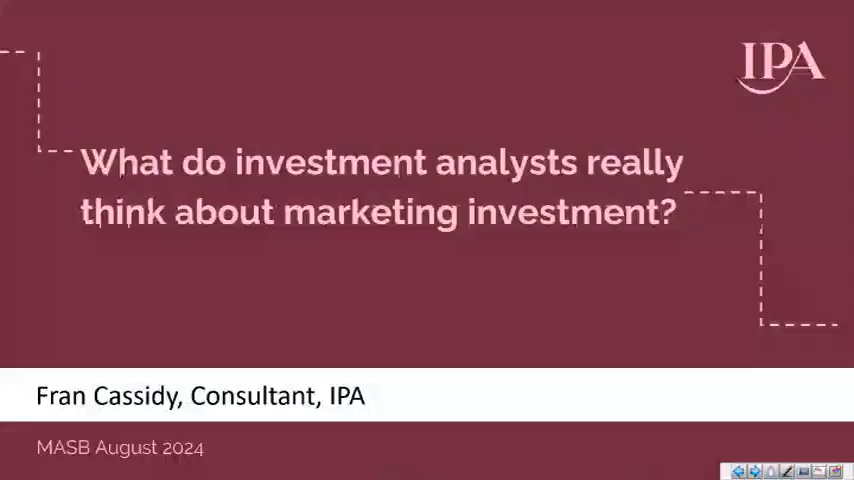 IPA
What do investment analysts really
think about marketing investment?
Fran Cassidy, Consultant, IPA
MASB August 2024